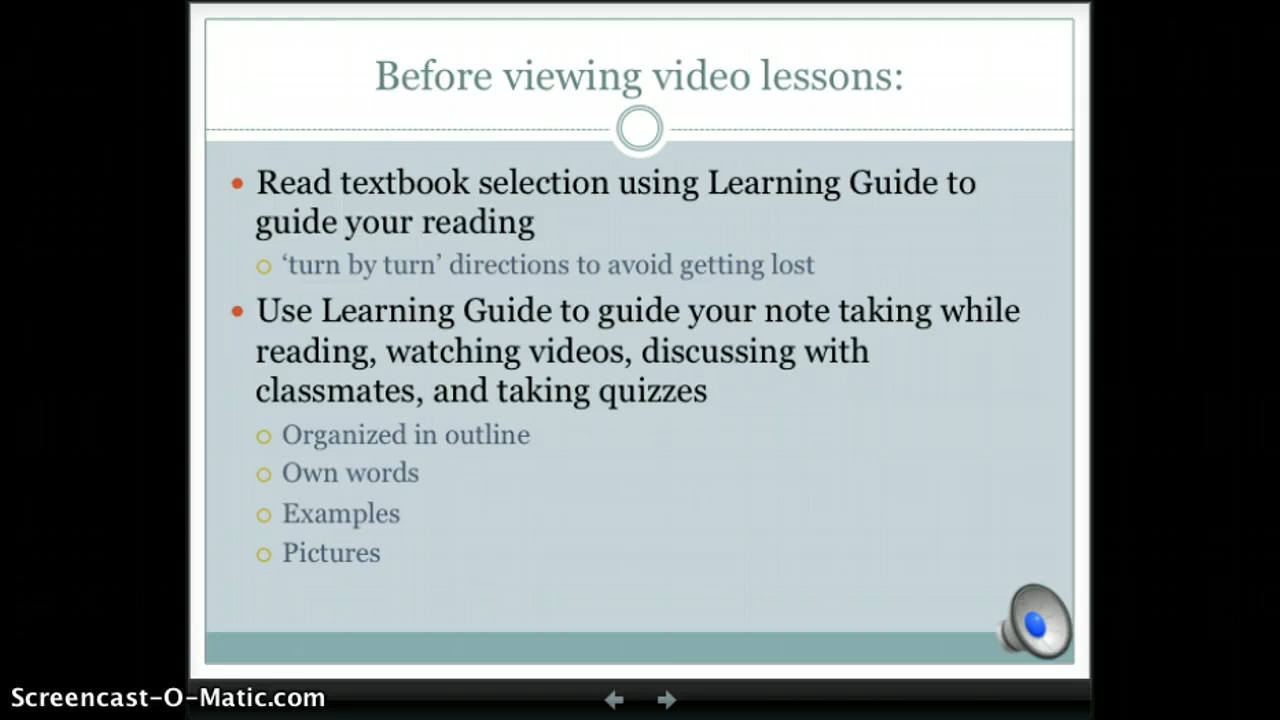 Before viewing video lessons:
Read textbook selection using Learning Guide to
guide your reading
‘turn by turn’ directions to avoid getting lost
Use Learning Guide to guide your note taking while
reading, watching videos, discussing with
classmates, and taking quizzes
Organized in outline
Own words
Examples
Pictures
Screencast-O-Matic.com